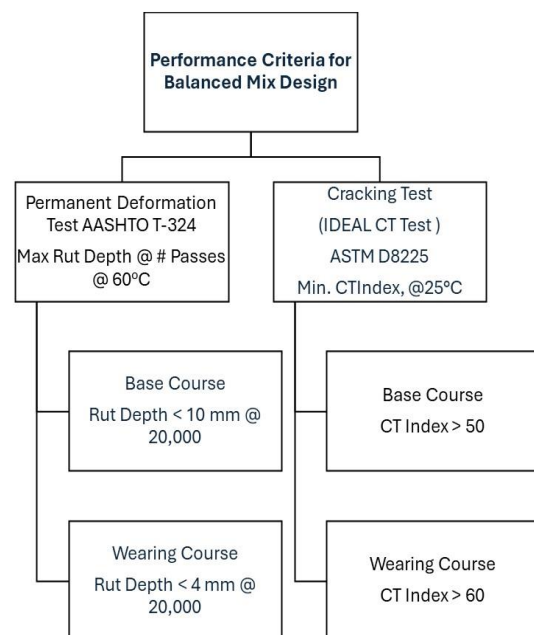 Performance Criteria for
Balanced Mix Design
Permanent Deformation
Test AASHTO T-324
Max Rut Depth @ # Passes
@ 60ºC
Cracking Test
(IDEAL CT Test )
ASTM D8225
Min. CTIndex, @25°C
Base Course
Rut Depth < 10 mm @
20,000
Base Course
CT Index > 50
Wearing Course
Rut Depth < 4 mm @
20,000
Wearing Course
CT Index > 60